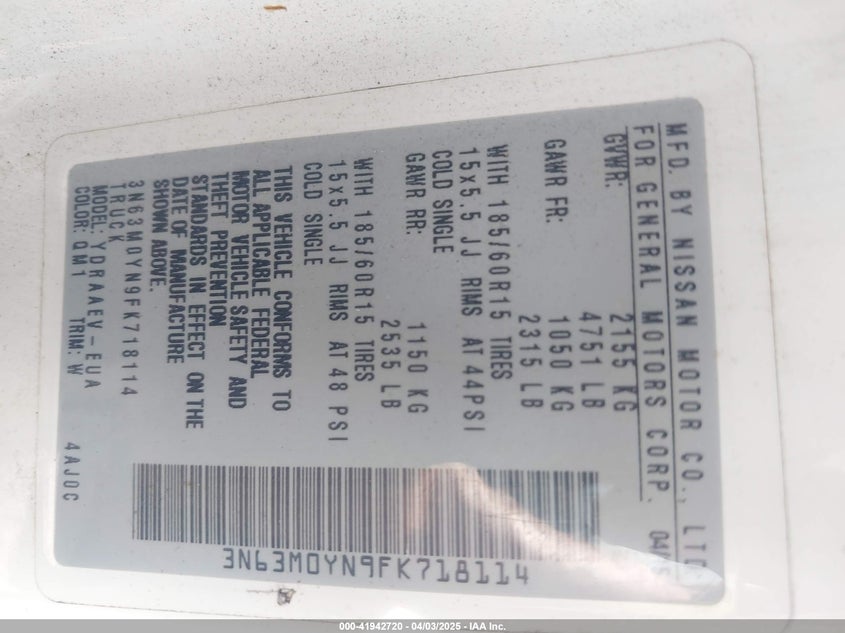 MFD. BY NISSAN MOTOR CO., LTD
FOR GENERAL MOTORS CORP.
GVWR: 2155 KG
4751 LB
GAWR FR: 1050 KG
2315 LB
WITH 185/60R15 TIRES
15x5.5 JJ RIMS AT 44PSI
COLD SINGLE
GAWR RR: 1150 KG
2535 LB
WITH 185/60R15 TIRES
15x5.5 JJ RIMS AT 48 PSI
COLD SINGLE
THIS VEHICLE CONFORMS TO
ALL APPLICABLE FEDERAL
MOTOR VEHICLE SAFETY AND
THEFT PREVENTION
STANDARDS IN EFFECT ON THE
DATE OF MANUFACTURE
SHOWN ABOVE.
3N63M0YN9FK718114
TRUCK
MODEL: YDRAAEV-EUA
COLOR: QM1 TRIM: W 4AJ0C
3N63M0YN9FK718114
000-41942720 - 04/03/2025 - IAA Inc.